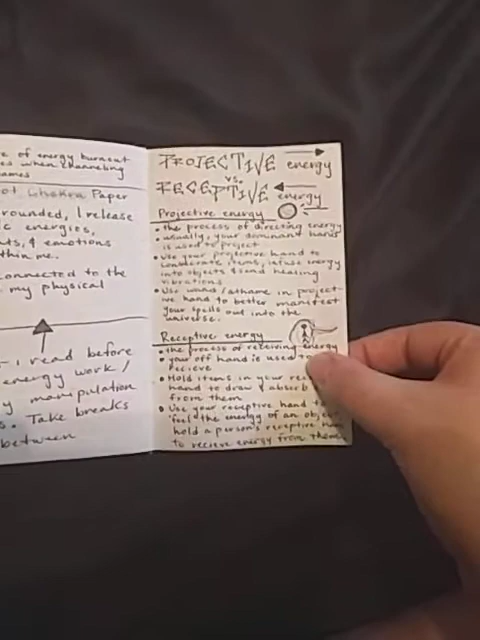 e of energy burnout
es when channeling
ot Chakra Paper
rounded, I release
c energies,
ts, & emotions
thin me.
connected to the
my physical
I read before
energy work /
y manipulation
s. Take breaks
between
PROJECTIVE energy
vs.
RECEPTIVE energy
Projective energy
• the process of directing energy
• usually, your dominant hand
is used to project
• Use your projective hand to
items, infuse energy
into objects & send healing
vibrations
• Use wand/athame in project-
ive hand to better manifest
your spells out into the
universe.
Receptive energy
• the process of receiving energy
• your off hand is used to
recieve
• Hold items in your rec
hand to draw & absorb
from them
• Use your receptive hand t
'feel' the energy of an objec
hold a person's receptive
to recieve energy from them.